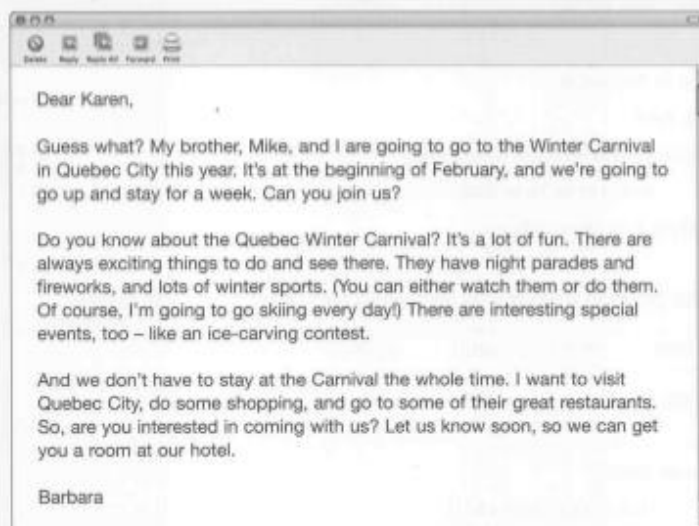 Delete Reply Reply All Forward Print
Dear Karen,
Guess what? My brother, Mike, and I are going to go to the Winter Carnival
in Quebec City this year. It's at the beginning of February, and we're going to
go up and stay for a week. Can you join us?
Do you know about the Quebec Winter Carnival? It's a lot of fun. There are
always exciting things to do and see there. They have night parades and
fireworks, and lots of winter sports. (You can either watch them or do them.
Of course, I'm going to go skiing every day!) There are interesting special
events, too – like an ice-carving contest.
And we don't have to stay at the Carnival the whole time. I want to visit
Quebec City, do some shopping, and go to some of their great restaurants.
So, are you interested in coming with us? Let us know soon, so we can get
you a room at our hotel.
Barbara